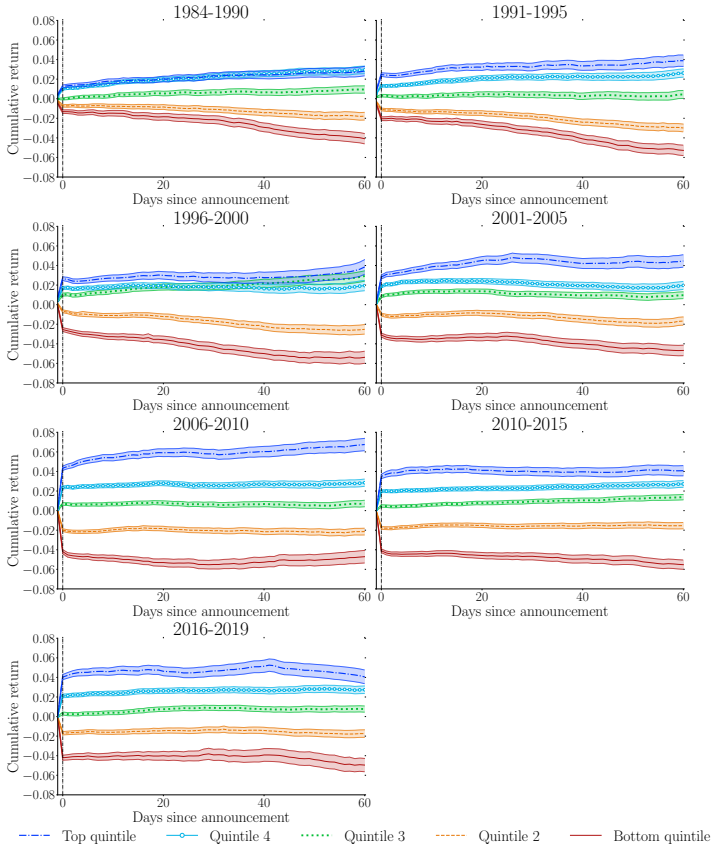 1984-1990
1991-1995
0.08
0.06
0.04
0.02
0.00
−0.02
−0.04
−0.06
−0.08
Cumulative return
0 20 40 60
0 20 40 60
Days since announcement
Days since announcement
1996-2000
2001-2005
0.08
0.06
0.04
0.02
0.00
−0.02
−0.04
−0.06
−0.08
Cumulative return
0 20 40 60
0 20 40 60
Days since announcement
Days since announcement
2006-2010
2010-2015
0.08
0.06
0.04
0.02
0.00
−0.02
−0.04
−0.06
−0.08
Cumulative return
0 20 40 60
0 20 40 60
Days since announcement
Days since announcement
2016-2019
0.08
0.06
0.04
0.02
0.00
−0.02
−0.04
−0.06
−0.08
Cumulative return
0 20 40 60
Days since announcement
Top quintile Quintile 4 Quintile 3 Quintile 2 Bottom quintile